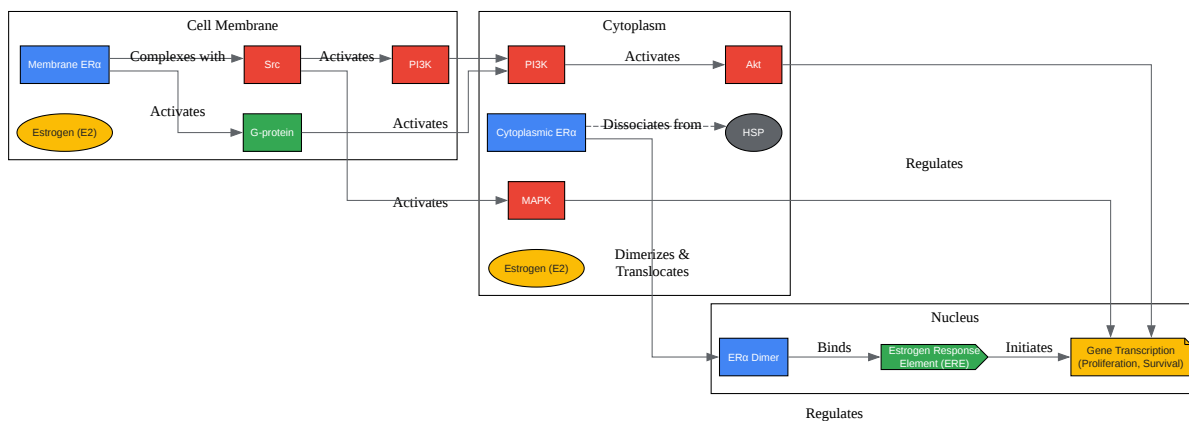 Cell Membrane
Cytoplasm
Membrane ERα
Complexes with
Src
Activates
PI3K
PI3K
Activates
Akt
Activates
Estrogen (E2)
G-protein
Activates
Cytoplasmic ERα
Dissociates from
HSP
Regulates
Activates
MAPK
Estrogen (E2)
Dimerizes &
Translocates
Nucleus
ERα Dimer
Binds
Estrogen Response
Element (ERE)
Initiates
Gene Transcription
(Proliferation, Survival)
Regulates